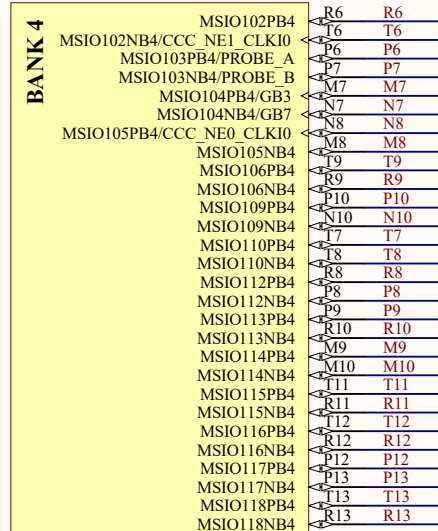 BANK 4
MSIO102PB4 R6 R6
MSIO102NB4/CCC_NE1_CLKI0 T6 T6
MSIO103PB4/PROBE_A P6 P6
MSIO103NB4/PROBE_B P7 P7
MSIO104PB4/GB3 M7 M7
MSIO104NB4/GB7 N7 N7
MSIO105PB4/CCC_NE0_CLKI0 N8 N8
MSIO105NB4 M8 M8
MSIO106PB4 T9 T9
MSIO106NB4 R9 R9
MSIO109PB4 P10 P10
MSIO109NB4 N10 N10
MSIO110PB4 T7 T7
MSIO110NB4 T8 T8
MSIO112PB4 R8 R8
MSIO112NB4 P8 P8
MSIO113PB4 P9 P9
MSIO113NB4 R10 R10
MSIO114PB4 M9 M9
MSIO114NB4 M10 M10
MSIO115PB4 T11 T11
MSIO115NB4 R11 R11
MSIO116PB4 T12 T12
MSIO116NB4 R12 R12
MSIO117PB4 P12 P12
MSIO117NB4 P13 P13
MSIO118PB4 T13 T13
MSIO118NB4 R13 R13